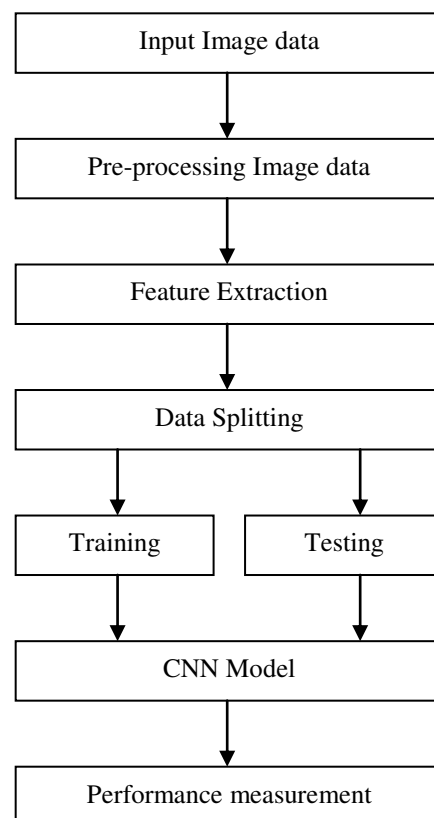 Input Image data
Pre-processing Image data
Feature Extraction
Data Splitting
Training
Testing
CNN Model
Performance measurement